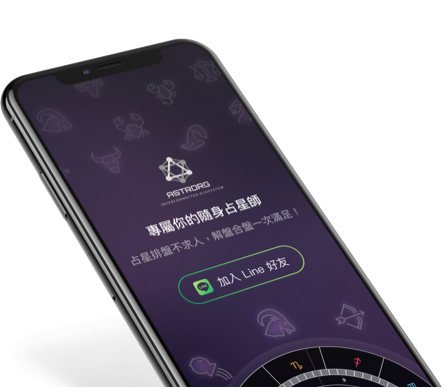 ASTRORG
INTERCONNECTED ECOSYSTEM
專屬你的隨身占星師
占星排盤不求人，解盤合盤一次滿足！
LINE
加入 Line 好友